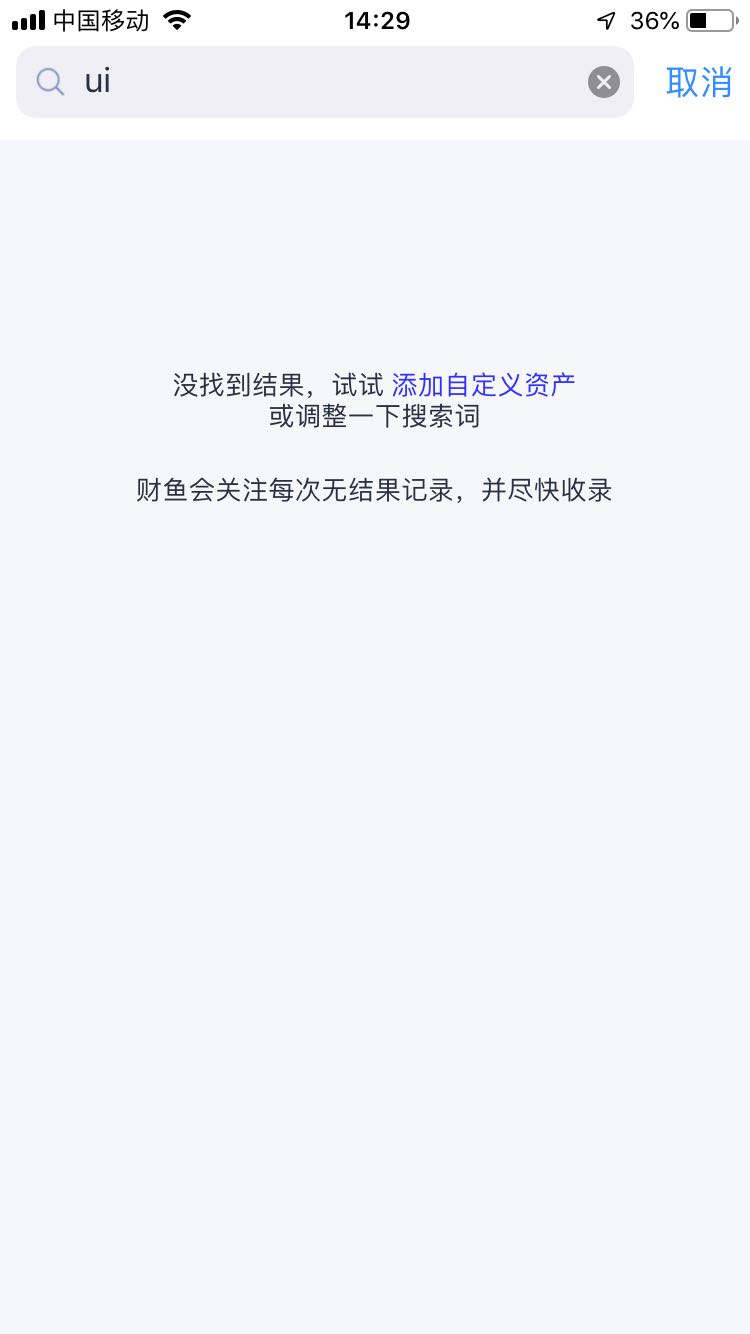 中国移动 14:29 36%
ui 取消
没找到结果，试试 添加自定义资产
或调整一下搜索词
财鱼会关注每次无结果记录，并尽快收录